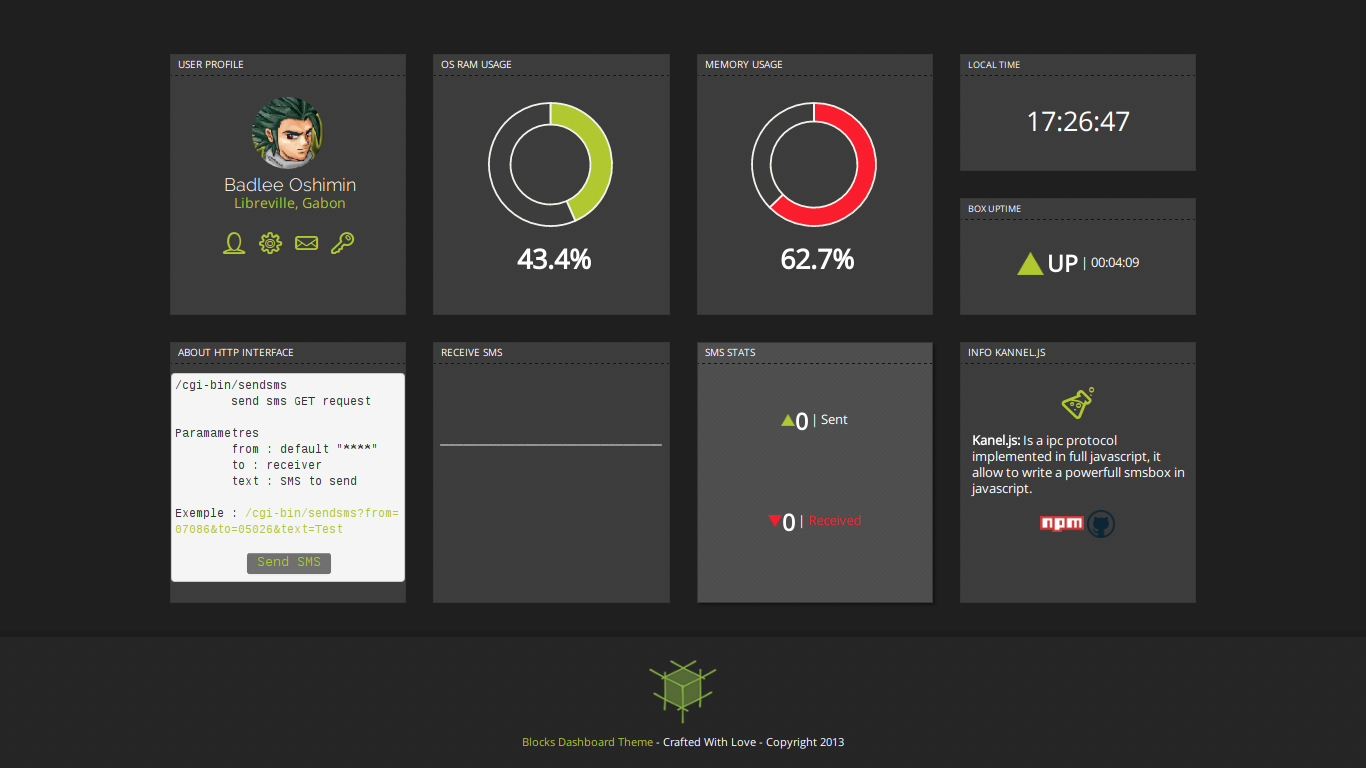 USER PROFILE
Badlee Oshimin
Libreville, Gabon
OS RAM USAGE
43.4%
MEMORY USAGE
62.7%
LOCAL TIME
17:26:47
BOX UPTIME
UP | 00:04:09
ABOUT HTTP INTERFACE
/cgi-bin/sendsms
send sms GET request
Paramametres
from : default "****"
to : receiver
text : SMS to send
Exemple : /cgi-bin/sendsms?from=
07086&to=05026&text=Test
Send SMS
RECEIVE SMS
SMS STATS
0 | Sent
0 | Received
INFO KANNEL.JS
Kanel.js: Is a ipc protocol
implemented in full javascript, it
allow to write a powerfull smsbox in
javascript.
npm
Blocks Dashboard Theme - Crafted With Love - Copyright 2013